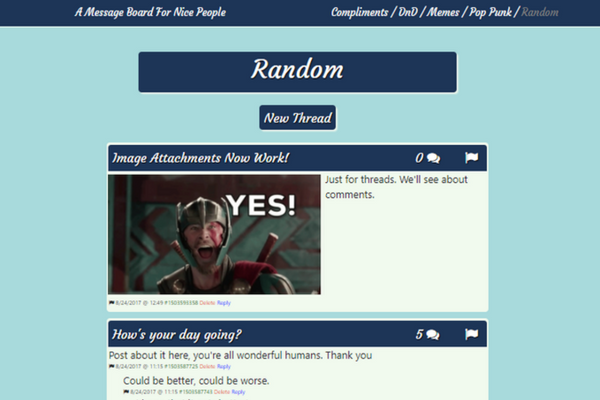 A Message Board For Nice People
Compliments / DnD / Memes / Pop Punk / Random
Random
New Thread
Image Attachments Now Work!
0
YES!
Just for threads. We'll see about
comments.
8/24/2017 @ 12:49 #1503593358 Delete Reply
How's your day going?
5
Post about it here, you're all wonderful humans. Thank you
8/24/2017 @ 11:15 #1503587725 Delete Reply
Could be better, could be worse.
8/24/2017 @ 11:15 #1503587743 Delete Reply